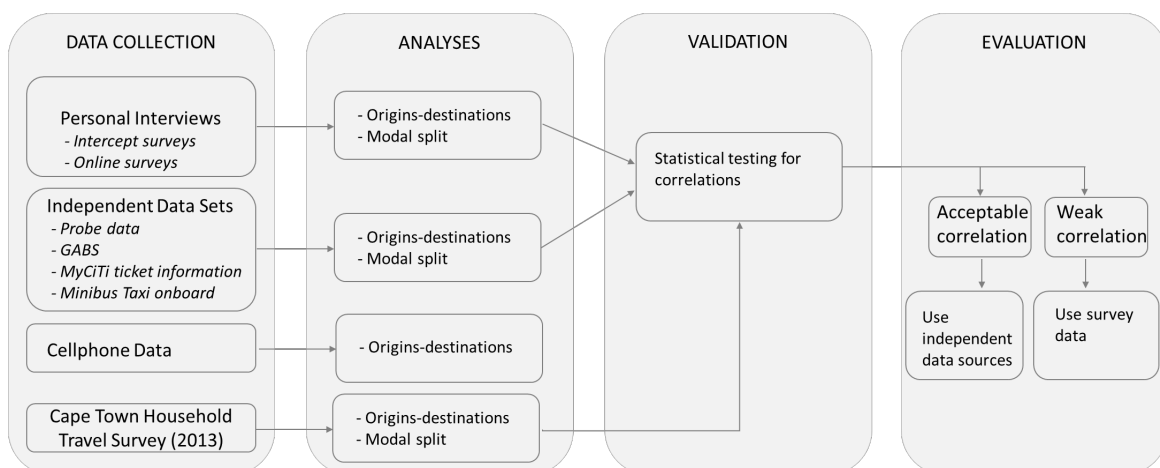 DATA COLLECTION
Personal Interviews
- Intercept surveys
- Online surveys
Independent Data Sets
- Probe data
- GABS
- MyCiTi ticket information
- Minibus Taxi onboard
Cellphone Data
Cape Town Household
Travel Survey (2013)
ANALYSES
- Origins-destinations
- Modal split
- Origins-destinations
- Modal split
- Origins-destinations
- Origins-destinations
- Modal split
VALIDATION
Statistical testing for
correlations
EVALUATION
Acceptable
correlation
Weak
correlation
Use
independent
data sources
Use survey
data